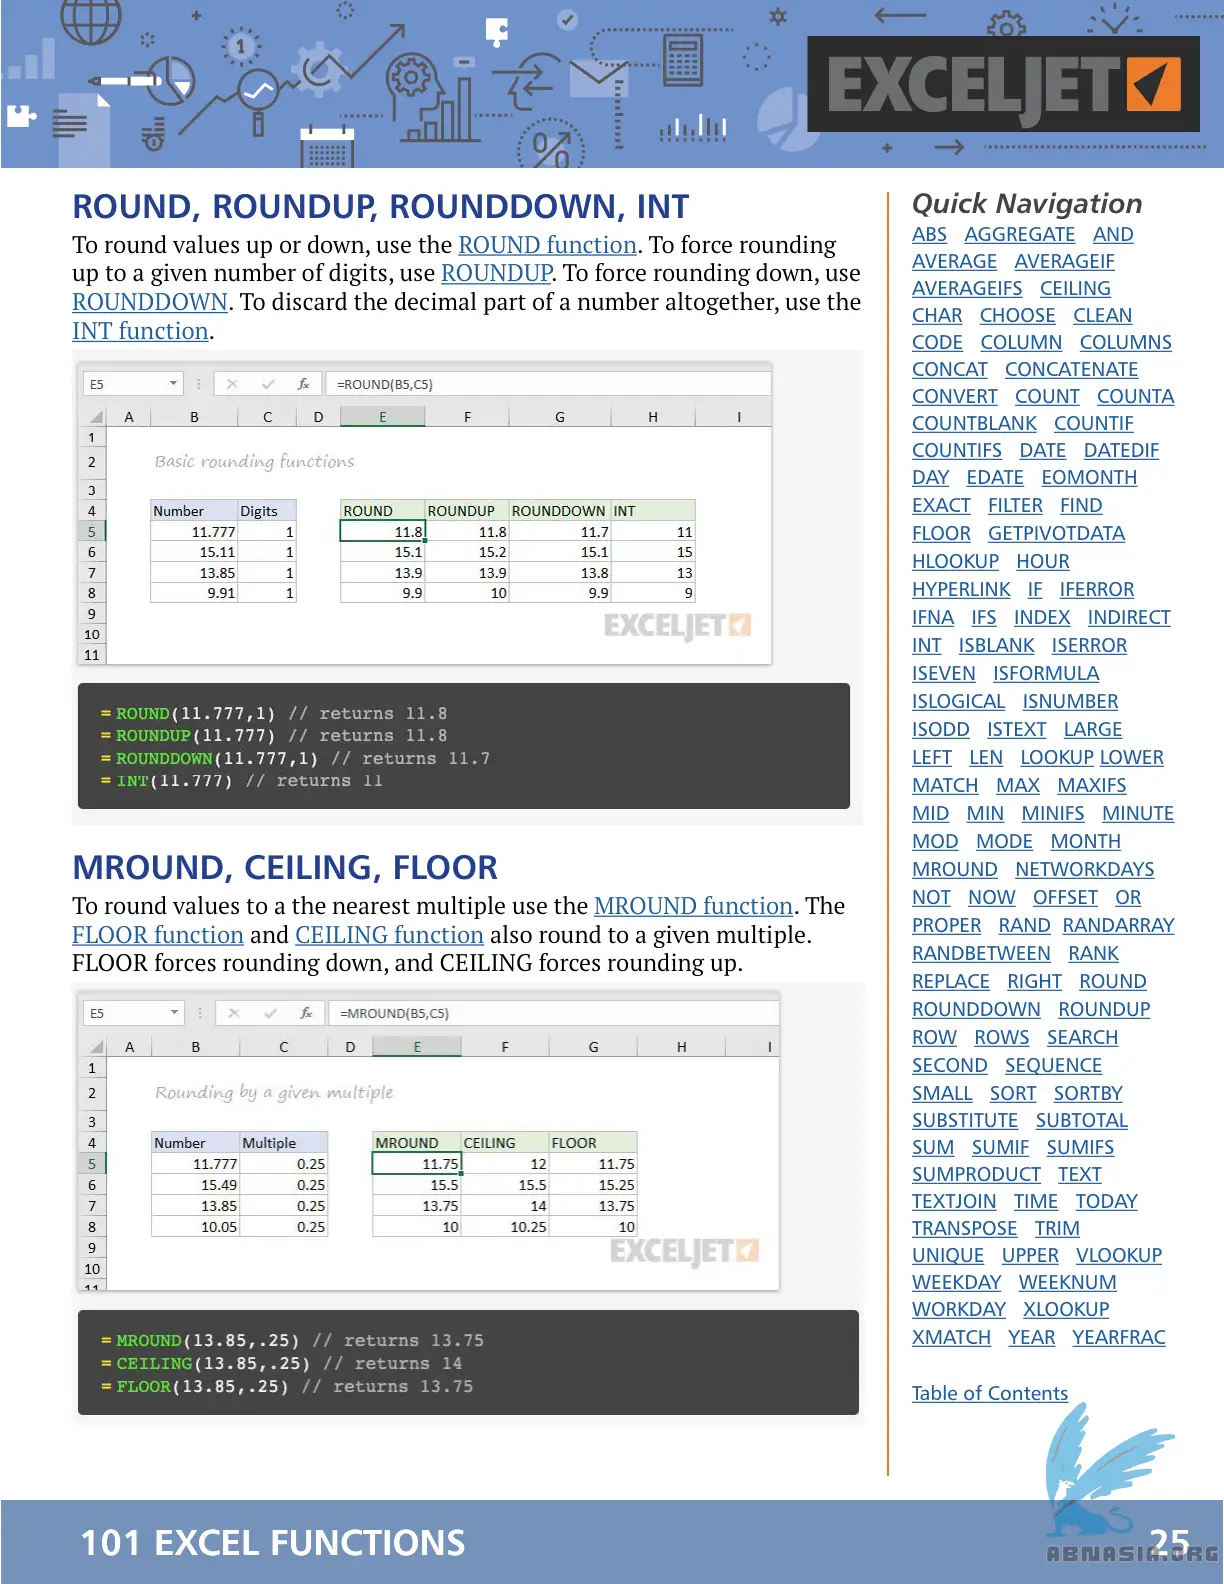 EXCELJET
ROUND, ROUNDUP, ROUNDDOWN, INT
To round values up or down, use the ROUND function. To force rounding
up to a given number of digits, use ROUNDUP. To force rounding down, use
ROUNDDOWN. To discard the decimal part of a number altogether, use the
INT function.
E5 fx =ROUND(B5,C5)
A B C D E F G H I
1
2 Basic rounding functions
3
4 Number Digits ROUND ROUNDUP ROUNDDOWN INT
5 11.777 1 11.8 11.8 11.7 11
6 15.11 1 15.1 15.2 15.1 15
7 13.85 1 13.9 13.9 13.8 13
8 9.91 1 9.9 10 9.9 9
9
10 EXCELJET
11
=ROUND(11.777,1) // returns 11.8
=ROUNDUP(11.777) // returns 11.8
=ROUNDDOWN(11.777,1) // returns 11.7
=INT(11.777) // returns 11
MROUND, CEILING, FLOOR
To round values to a the nearest multiple use the MROUND function. The
FLOOR function and CEILING function also round to a given multiple.
FLOOR forces rounding down, and CEILING forces rounding up.
E5 fx =MROUND(B5,C5)
A B C D E F G H I
1
2 Rounding by a given multiple
3
4 Number Multiple MROUND CEILING FLOOR
5 11.777 0.25 11.75 12 11.75
6 15.49 0.25 15.5 15.5 15.25
7 13.85 0.25 13.75 14 13.75
8 10.05 0.25 10 10.25 10
9 EXCELJET
10
11
=MROUND(13.85,.25) // returns 13.75
=CEILING(13.85,.25) // returns 14
=FLOOR(13.85,.25) // returns 13.75
Quick Navigation
ABS AGGREGATE AND
AVERAGE AVERAGEIF
AVERAGEIFS CEILING
CHAR CHOOSE CLEAN
CODE COLUMN COLUMNS
CONCAT CONCATENATE
CONVERT COUNT COUNTA
COUNTBLANK COUNTIF
COUNTIFS DATE DATEDIF
DAY EDATE EOMONTH
EXACT FILTER FIND
FLOOR GETPIVOTDATA
HLOOKUP HOUR
HYPERLINK IF IFERROR
IFNA IFS INDEX INDIRECT
INT ISBLANK ISERROR
ISEVEN ISFORMULA
ISLOGICAL ISNUMBER
ISODD ISTEXT LARGE
LEFT LEN LOOKUP LOWER
MATCH MAX MAXIFS
MID MIN MINIFS MINUTE
MOD MODE MONTH
MROUND NETWORKDAYS
NOT NOW OFFSET OR
PROPER RAND RANDARRAY
RANDBETWEEN RANK
REPLACE RIGHT ROUND
ROUNDDOWN ROUNDUP
ROW ROWS SEARCH
SECOND SEQUENCE
SMALL SORT SORTBY
SUBSTITUTE SUBTOTAL
SUM SUMIF SUMIFS
SUMPRODUCT TEXT
TEXTJOIN TIME TODAY
TRANSPOSE TRIM
UNIQUE UPPER VLOOKUP
WEEKDAY WEEKNUM
WORKDAY XLOOKUP
XMATCH YEAR YEARFRAC
Table of Contents
101 EXCEL FUNCTIONS 25
ABNASIA.ORG